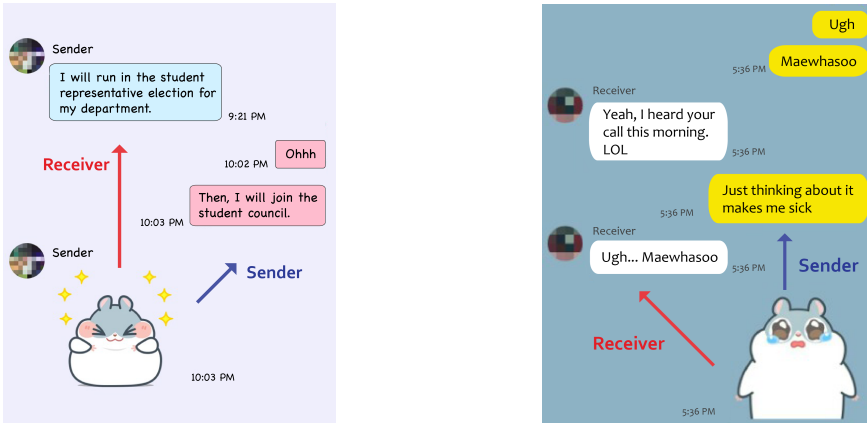 Sender
I will run in the student
representative election for
my department.
9:21 PM
Receiver
Ohhh
10:02 PM
Then, I will join the
student council.
10:03 PM
Sender
Sender
10:03 PM
Ugh
Maewhasoo
5:36 PM
Receiver
Yeah, I heard your
call this morning.
LOL
5:36 PM
Just thinking about it
makes me sick
5:36 PM
Receiver
Ugh... Maewhasoo
5:36 PM
Sender
Receiver
5:36 PM